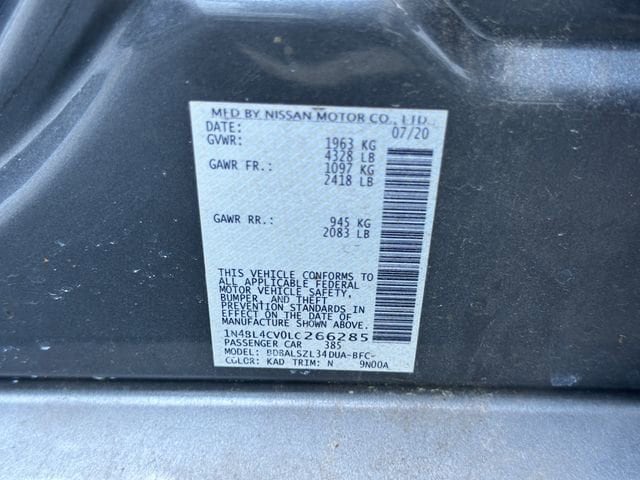 MFD BY NISSAN MOTOR CO., LTD.
DATE: 07/20
GVWR: 1963 KG
4328 LB
GAWR FR.: 1097 KG
2418 LB
GAWR RR.: 945 KG
2083 LB
THIS VEHICLE CONFORMS TO
ALL APPLICABLE FEDERAL
MOTOR VEHICLE SAFETY,
BUMPER, AND THEFT
PREVENTION STANDARDS IN
EFFECT ON THE DATE OF
MANUFACTURE SHOWN ABOVE.
1N4BL4CV0LC266285
PASSENGER CAR 385
MODEL: BDBALSZL34DUA-BFC-
COLOR: KAD TRIM: N 9N00A